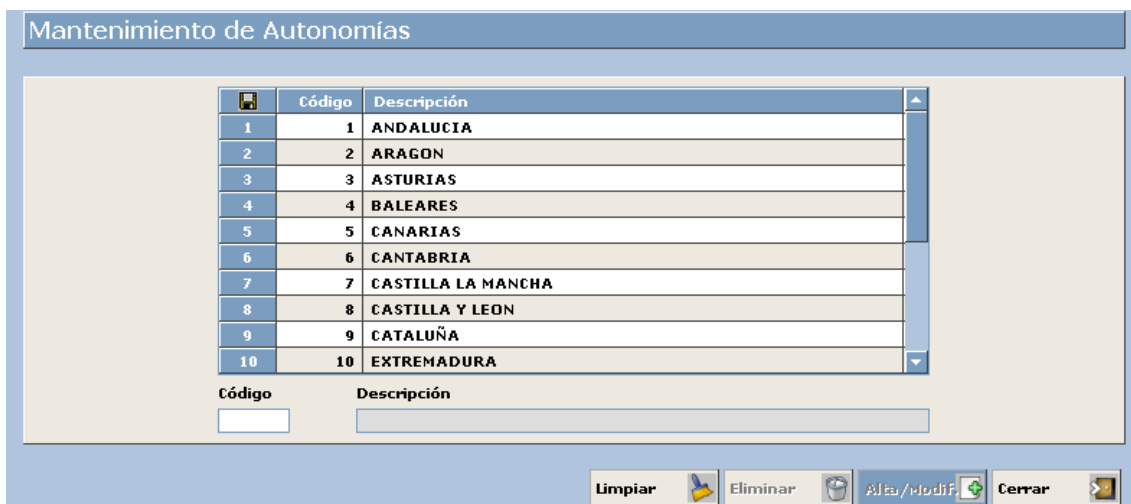 Mantenimiento de Autonomías
Código Descripción
1 1 ANDALUCIA
2 2 ARAGON
3 3 ASTURIAS
4 4 BALEARES
5 5 CANARIAS
6 6 CANTABRIA
7 7 CASTILLA LA MANCHA
8 8 CASTILLA Y LEON
9 9 CATALUÑA
10 10 EXTREMADURA
Código Descripción
Limpiar Eliminar Alta/Modif. Cerrar